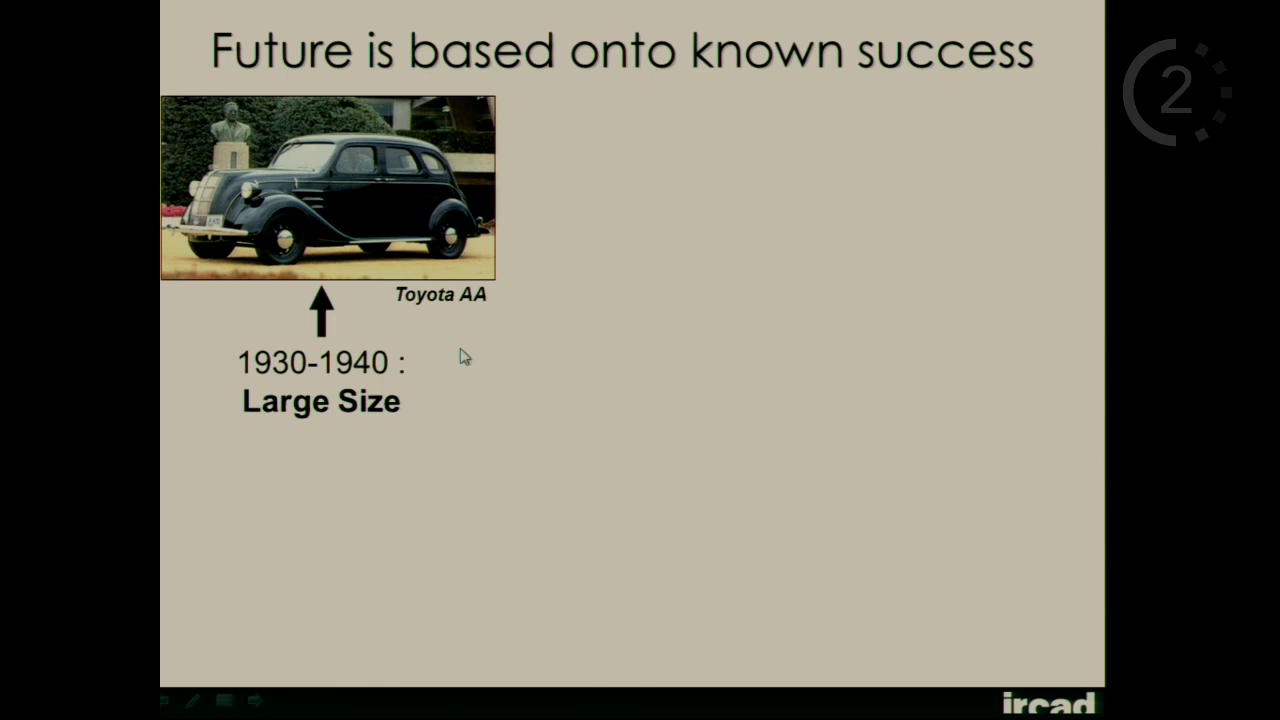 Future is based onto known success
2
Toyota AA
1930-1940 :
Large Size
ircad